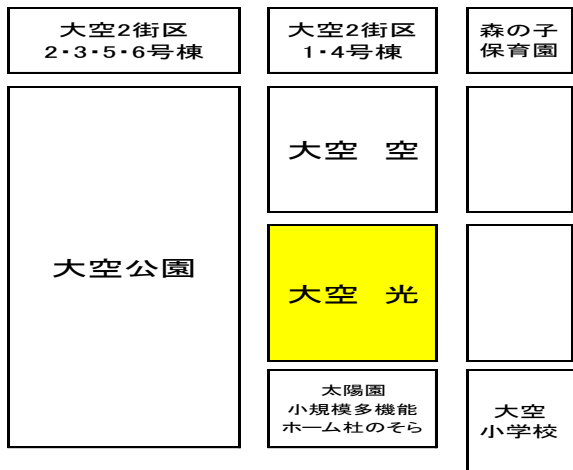 大空2街区
2・3・5・6号棟
大空2街区
1・4号棟
森の子
保育園
大空　空
大空公園
大空　光
太陽園
小規模多機能
ホーム杜のそら
大空
小学校